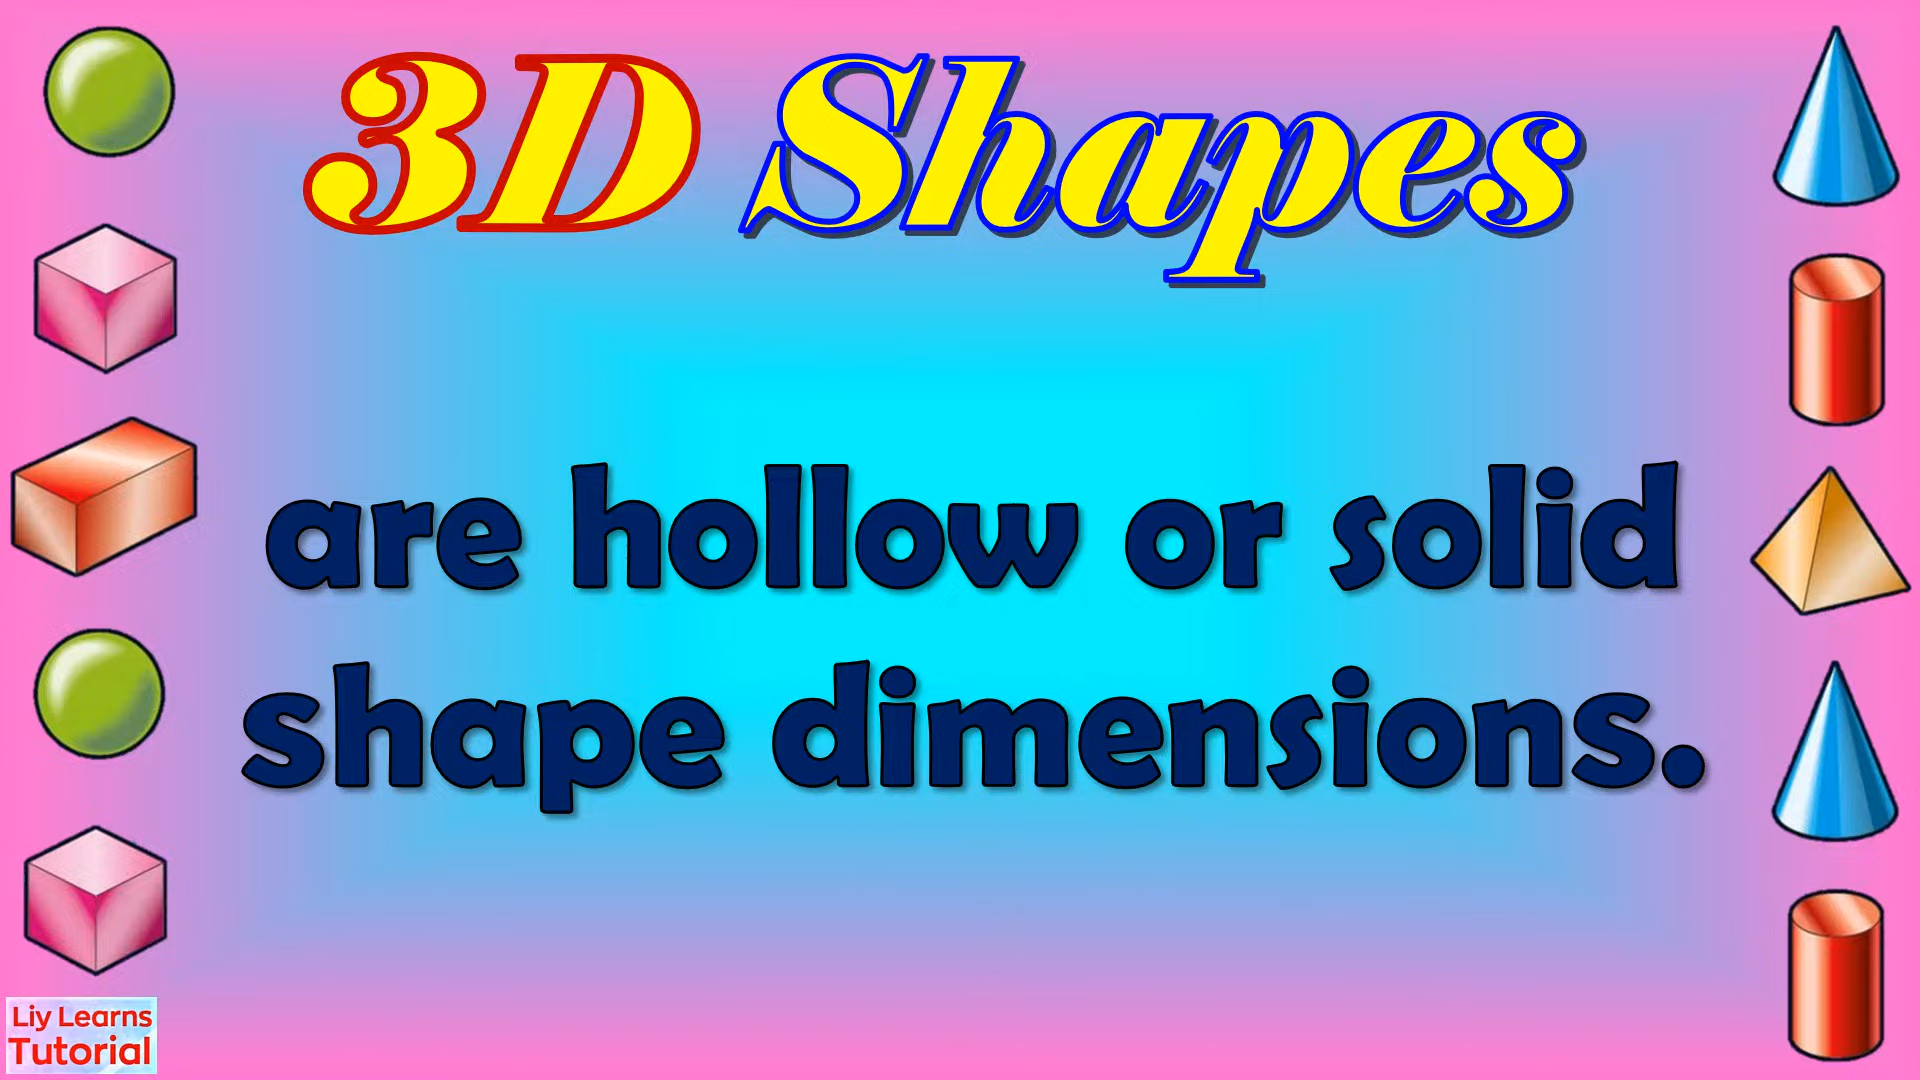 3D Shapes
are hollow or solid
shape dimensions.
Liy Learns
Tutorial